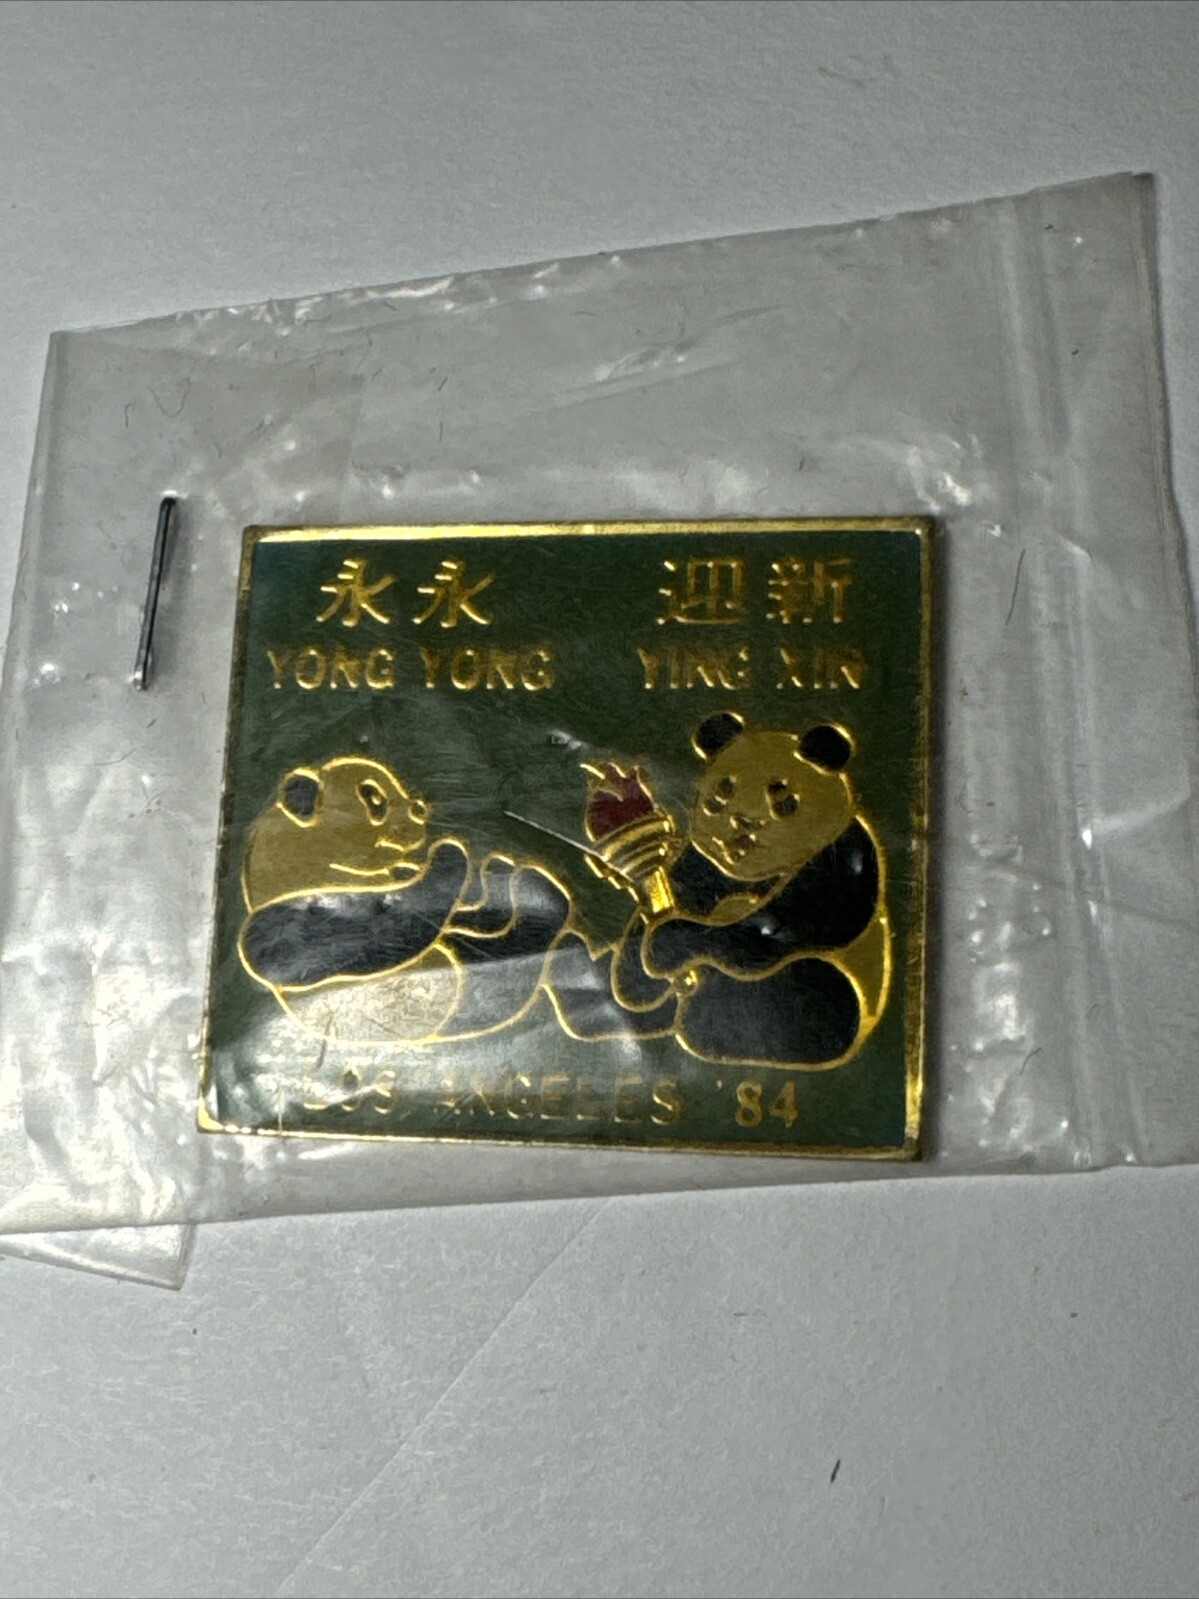 永永 迎新
YONG YONG YING XIN
LOS ANGELES '84